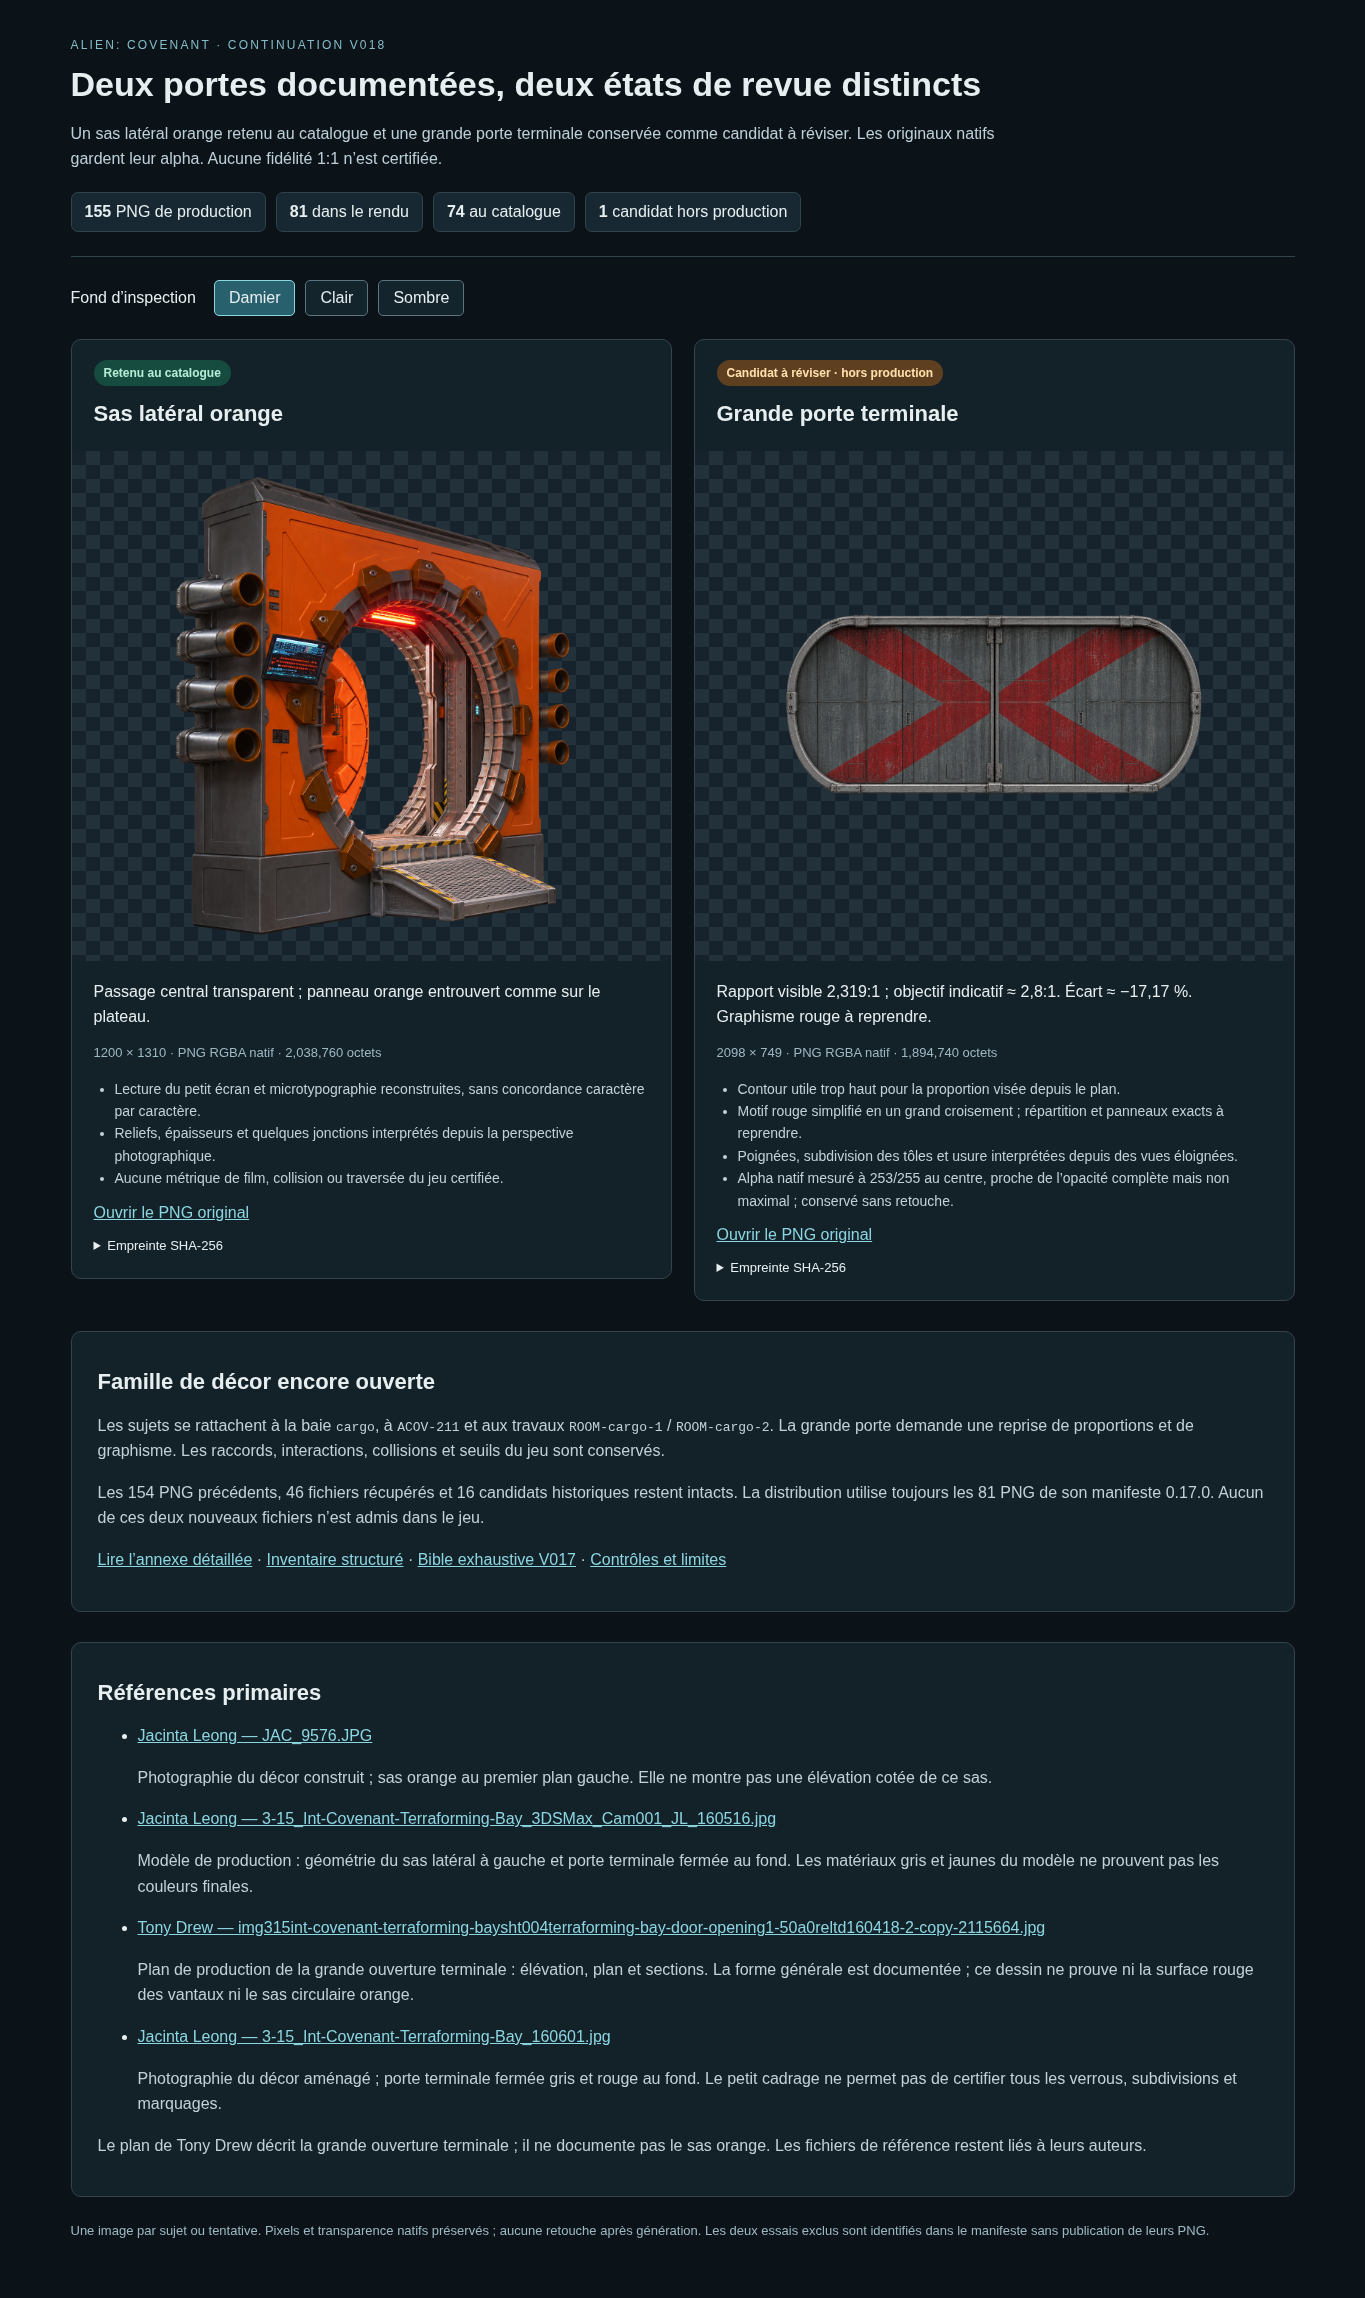 ALIEN: COVENANT · CONTINUATION V018
Deux portes documentées, deux états de revue distincts
Un sas latéral orange retenu au catalogue et une grande porte terminale conservée comme candidat à réviser. Les originaux natifs
gardent leur alpha. Aucune fidélité 1:1 n’est certifiée.
155 PNG de production
81 dans le rendu
74 au catalogue
1 candidat hors production
Fond d’inspection
Damier
Clair
Sombre
Retenu au catalogue
Sas latéral orange
Passage central transparent ; panneau orange entrouvert comme sur le
plateau.
1200 × 1310 · PNG RGBA natif · 2,038,760 octets
• Lecture du petit écran et microtypographie reconstruites, sans concordance caractère
par caractère.
• Reliefs, épaisseurs et quelques jonctions interprétés depuis la perspective
photographique.
• Aucune métrique de film, collision ou traversée du jeu certifiée.
Ouvrir le PNG original
▶ Empreinte SHA-256
Candidat à réviser · hors production
Grande porte terminale
Rapport visible 2,319:1 ; objectif indicatif ≈ 2,8:1. Écart ≈ −17,17 %.
Graphisme rouge à reprendre.
2098 × 749 · PNG RGBA natif · 1,894,740 octets
• Contour utile trop haut pour la proportion visée depuis le plan.
• Motif rouge simplifié en un grand croisement ; répartition et panneaux exacts à
reprendre.
• Poignées, subdivision des tôles et usure interprétées depuis des vues éloignées.
• Alpha natif mesuré à 253/255 au centre, proche de l’opacité complète mais non
maximal ; conservé sans retouche.
Ouvrir le PNG original
▶ Empreinte SHA-256
Famille de décor encore ouverte
Les sujets se rattachent à la baie cargo, à ACOV-211 et aux travaux ROOM-cargo-1 / ROOM-cargo-2. La grande porte demande une reprise de proportions et de
graphisme. Les raccords, interactions, collisions et seuils du jeu sont conservés.
Les 154 PNG précédents, 46 fichiers récupérés et 16 candidats historiques restent intacts. La distribution utilise toujours les 81 PNG de son manifeste 0.17.0. Aucun
de ces deux nouveaux fichiers n’est admis dans le jeu.
Lire l’annexe détaillée · Inventaire structuré · Bible exhaustive V017 · Contrôles et limites
Références primaires
• Jacinta Leong — JAC_9576.JPG
Photographie du décor construit ; sas orange au premier plan gauche. Elle ne montre pas une élévation cotée de ce sas.
• Jacinta Leong — 3-15_Int-Covenant-Terraforming-Bay_3DSMax_Cam001_JL_160516.jpg
Modèle de production : géométrie du sas latéral à gauche et porte terminale fermée au fond. Les matériaux gris et jaunes du modèle ne prouvent pas les
couleurs finales.
• Tony Drew — img315int-covenant-terraforming-baysht004terraforming-bay-door-opening1-50a0reltd160418-2-copy-2115664.jpg
Plan de production de la grande ouverture terminale : élévation, plan et sections. La forme générale est documentée ; ce dessin ne prouve ni la surface rouge
des vantaux ni le sas circulaire orange.
• Jacinta Leong — 3-15_Int-Covenant-Terraforming-Bay_160601.jpg
Photographie du décor aménagé ; porte terminale fermée gris et rouge au fond. Le petit cadrage ne permet pas de certifier tous les verrous, subdivisions et
marquages.
Le plan de Tony Drew décrit la grande ouverture terminale ; il ne documente pas le sas orange. Les fichiers de référence restent liés à leurs auteurs.
Une image par sujet ou tentative. Pixels et transparence natifs préservés ; aucune retouche après génération. Les deux essais exclus sont identifiés dans le manifeste sans publication de leurs PNG.